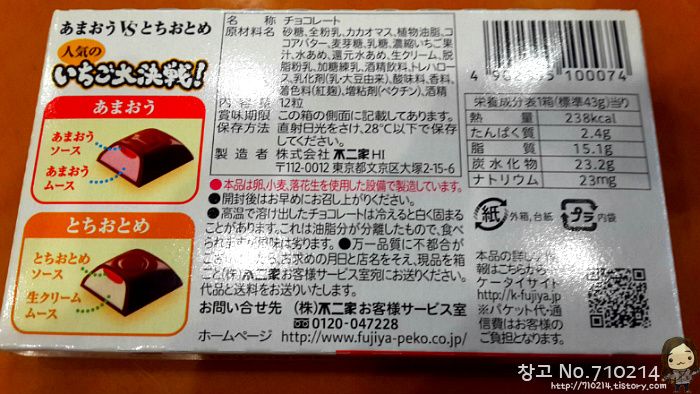 あまおうVSとちおとめ
人気の
いちご大決戦!
あまおう
あまおう
ソース
あまおう
ムース
とちおとめ
とちおとめ
ソース
生クリーム
ムース
名称 チョコレート
原材料名 砂糖、全粉乳、カカオマス、植物油脂、コ
コアバター、麦芽糖、乳糖、濃縮いちご果
汁、水あめ、還元水あめ、生クリーム、脱
脂粉乳、加糖練乳、酒精飲料、トレハロー
ス、乳化剤(乳・大豆由来)、酸味料、香料、
着色料(紅麹)、増粘剤(ペクチン)、酒精
内容量 12粒
賞味期限 この箱の側面に記載してあります。
保存方法 直射日光をさけ、28℃以下で保存
してください。
製造者 株式会社 不二家 HI
〒112-0012 東京都文京区大塚2-15-6
●本品は卵、小麦、落花生を使用した設備で製造しています。
●開封後はお早めにお召し上がりください。
●高温で溶け出したチョコレートは冷えると白く固まる
ことがあります。これは油脂分が分離したもので、食べ
られますが風味は劣ります。●万一品質に不都合が
お求めの月日と店名をそえ、現品を箱
ごと(株)不二家お客様サービス室宛にお送りください。
代品と送料をお送りいたします。
お問い合せ先 (株)不二家お客様サービス室
0120-047228
ホームページ http://www.fujiya-peko.co.jp/
100074
栄養成分表1箱(標準43g)当り
熱量 238kcal
たんぱく質 2.4g
脂質 15.1g
炭水化物 23.2g
ナトリウム 23mg
紙 外箱、台紙 プラ 内袋
本品の詳しい
報はこちらから
ケータイサイト
http://k-fujiya.jp
※パケット代・通
信費はお客様の
ご負担となります。
창고 No.710214
http://710214.tistory.com/